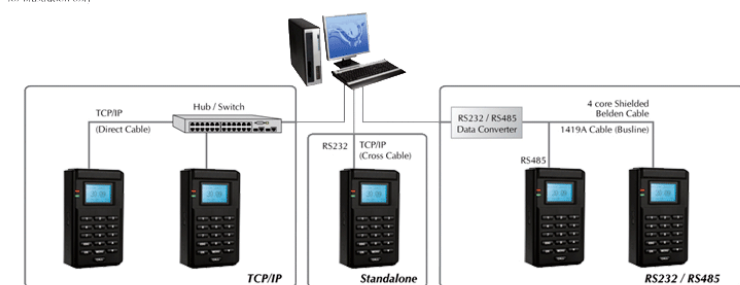 TCP/IP
(Direct Cable)
Hub / Switch
RS232
TCP/IP
(Cross Cable)
RS232 / RS485
Data Converter
4 core Shielded
Belden Cable
1419A Cable (Busline)
RS485
TCP/IP
Standalone
RS232 / RS485